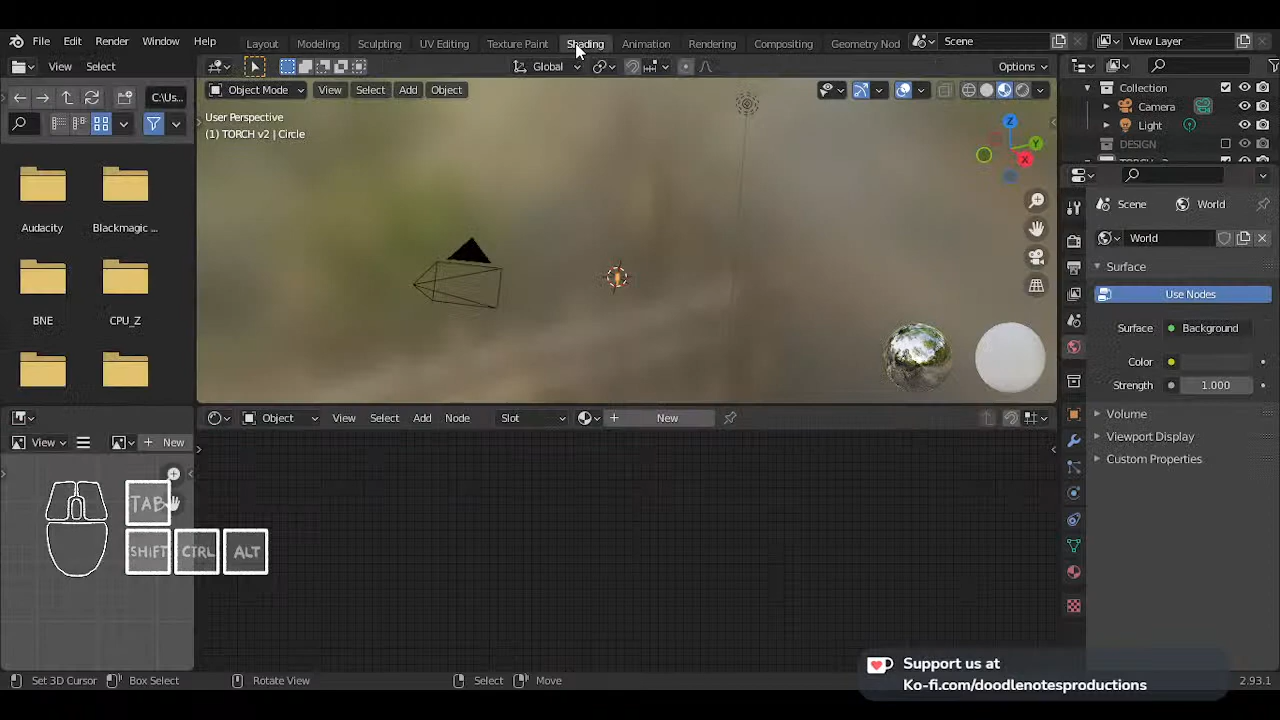 File Edit Render Window Help Layout Modeling Sculpting UV Editing Texture Paint Shading Animation Rendering Compositing Geometry Nod Scene View Layer
View Select Global Options
C:\Us... Object Mode View Select Add Object
User Perspective
(1) TORCH v2 | Circle
Z
Y
X
Collection
Camera
Light
DESIGN
Scene World
World
Surface
Use Nodes
Surface Background
Color
Strength 1.000
Volume
Viewport Display
Custom Properties
Audacity Blackmagic ...
BNE CPU_Z
Object View Select Add Node Slot New
View New
TAB
SHIFT CTRL ALT
Support us at
Ko-fi.com/doodlenotesproductions
Set 3D Cursor Box Select Rotate View Select Move 2.93.1